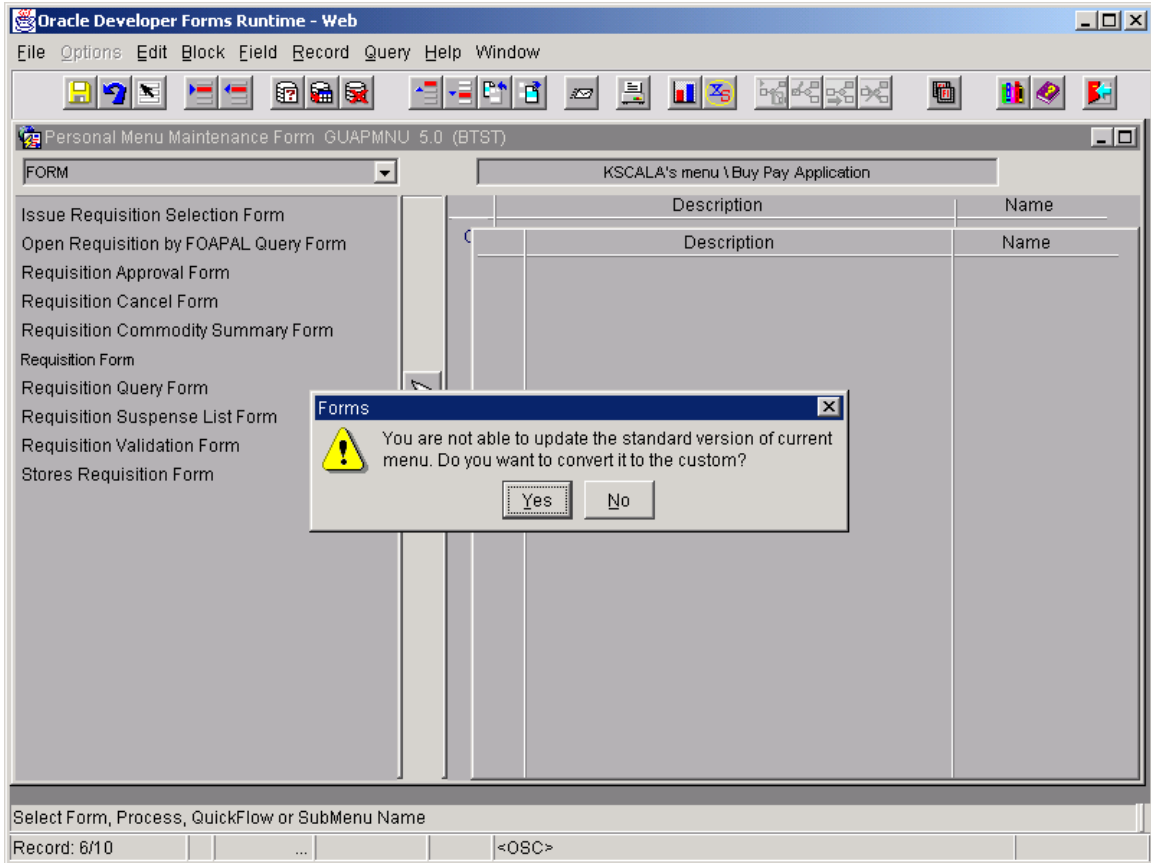 Oracle Developer Forms Runtime - Web
File Options Edit Block Field Record Query Help Window
Personal Menu Maintenance Form GUAPMNU 5.0 (BTST)
FORM
KSCALA's menu \ Buy Pay Application
Description Name
Description Name
Issue Requisition Selection Form
Open Requisition by FOAPAL Query Form
Requisition Approval Form
Requisition Cancel Form
Requisition Commodity Summary Form
Requisition Form
Requisition Query Form
Requisition Suspense List Form
Requisition Validation Form
Stores Requisition Form
Forms
You are not able to update the standard version of current
menu. Do you want to convert it to the custom?
Yes No
Select Form, Process, QuickFlow or SubMenu Name
Record: 6/10 ... <OSC>